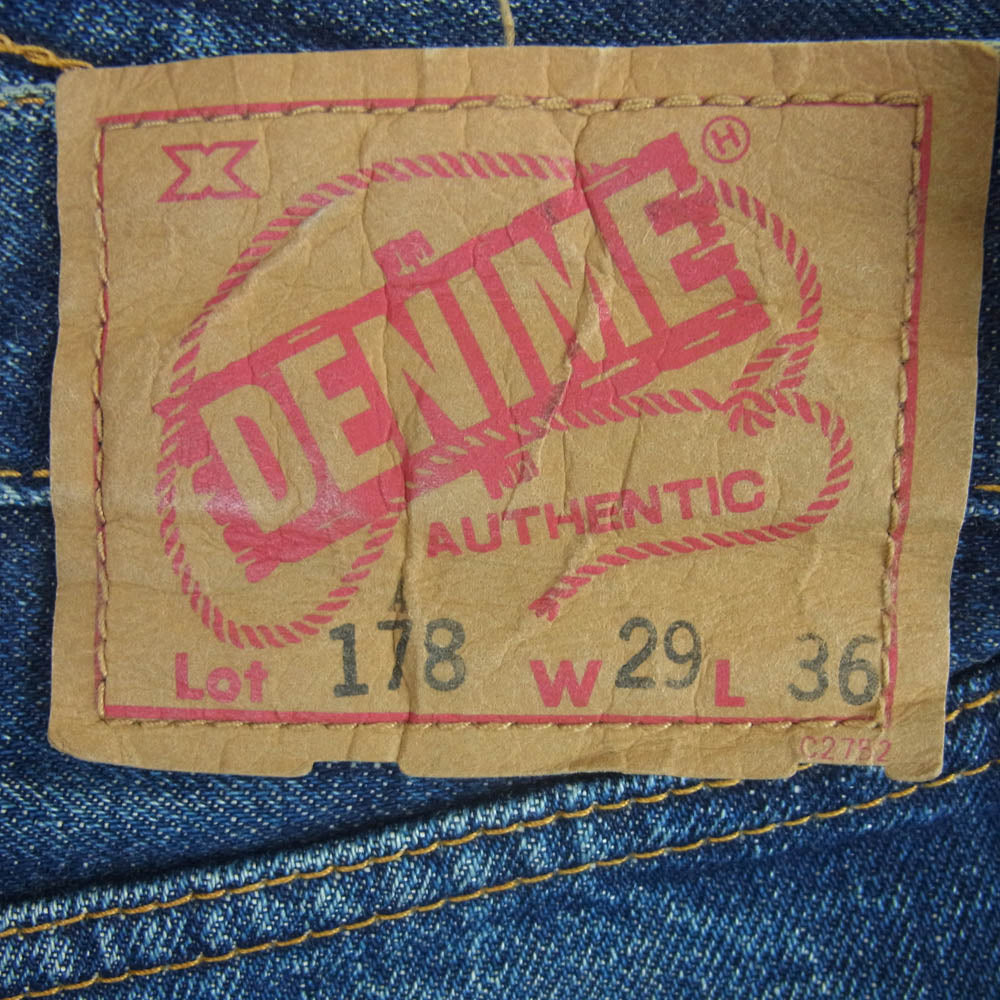 X
DENIME Ⓗ
AUTHENTIC
Lot 178 W 29 L 36
C2782